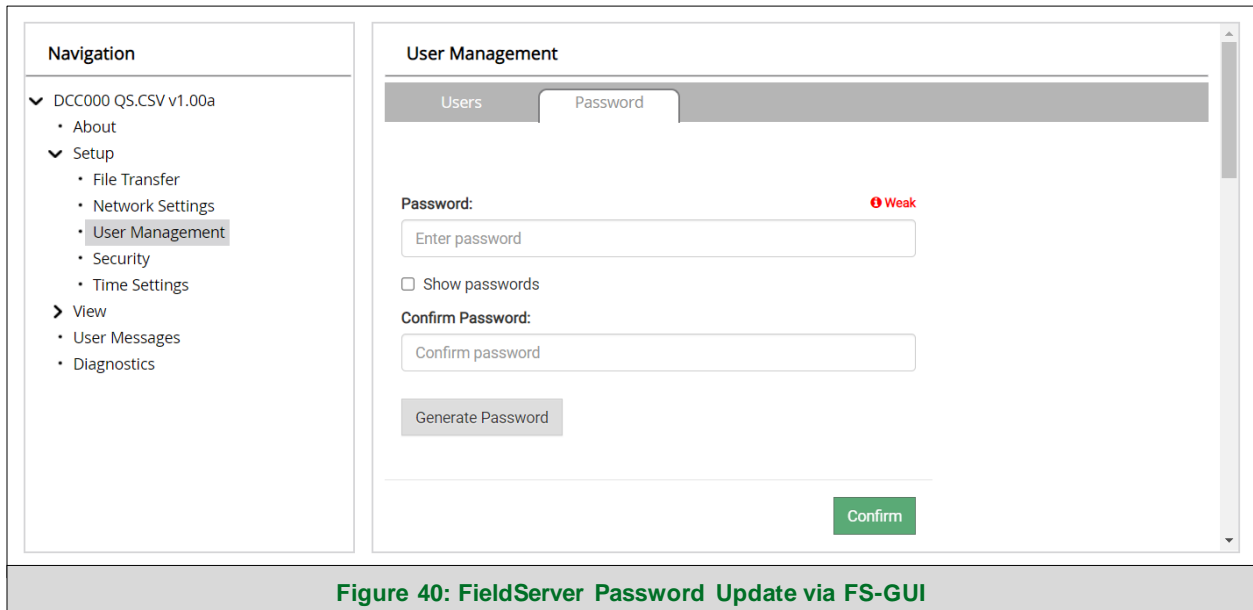 Navigation
DCC000 QS.CSV v1.00a
About
Setup
File Transfer
Network Settings
User Management
Security
Time Settings
View
User Messages
Diagnostics
User Management
Users
Password
Password:
Weak
Enter password
Show passwords
Confirm Password:
Confirm password
Generate Password
Confirm
Figure 40: FieldServer Password Update via FS-GUI